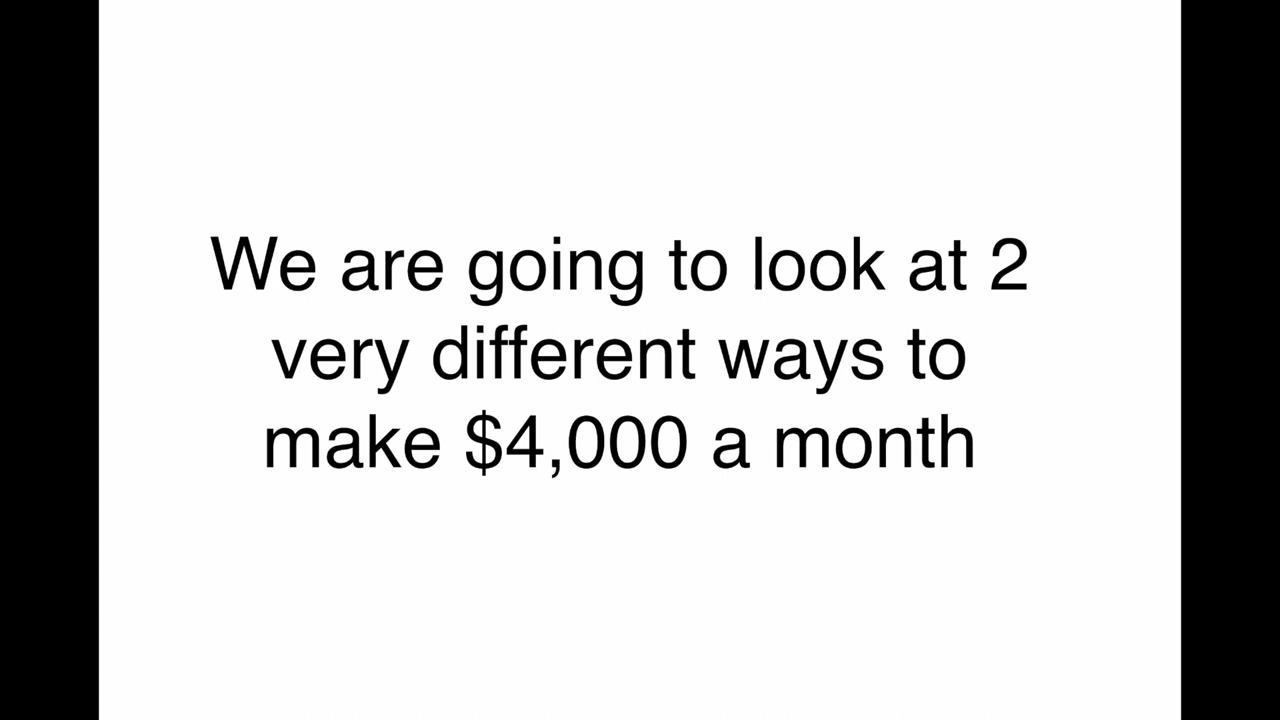 We are going to look at 2
very different ways to
make $4,000 a month